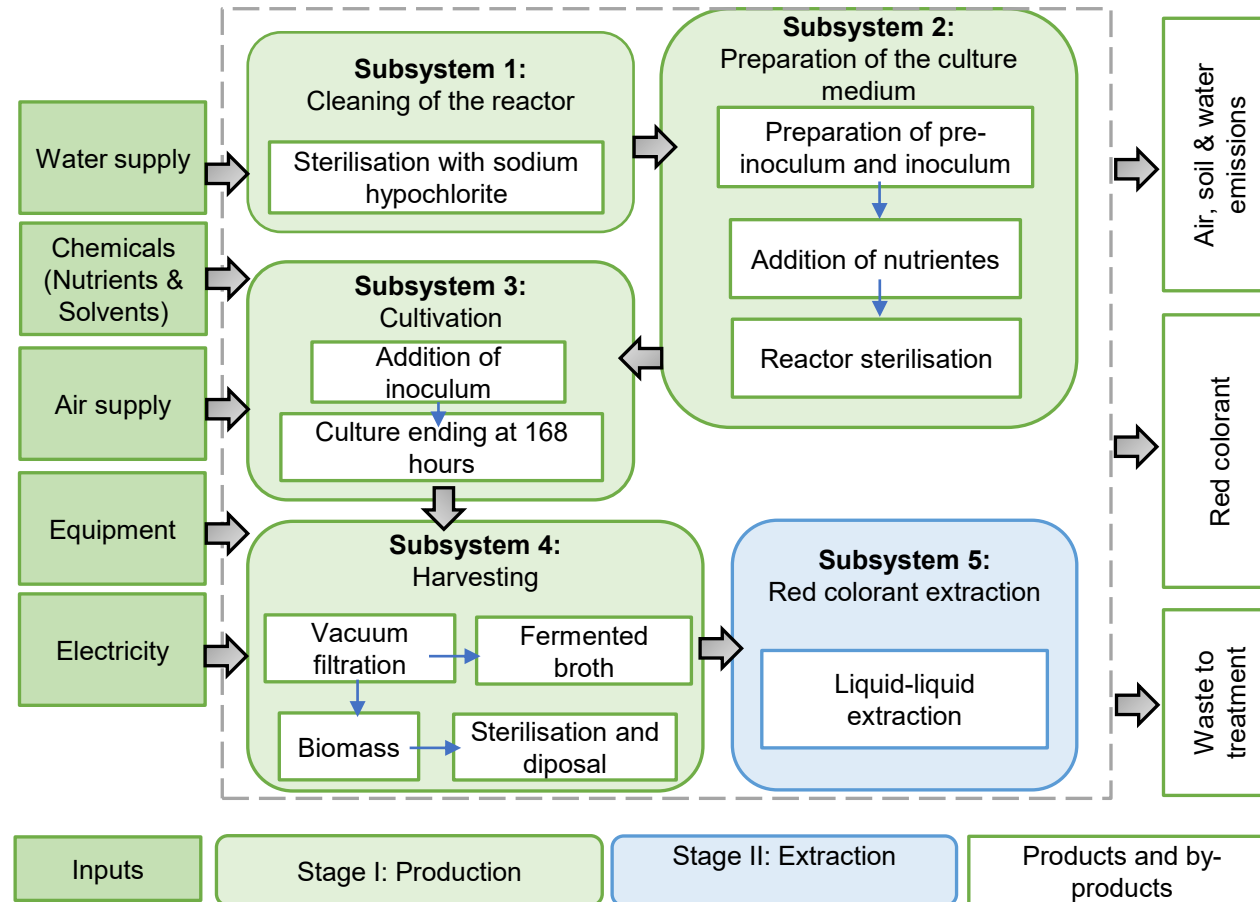 Water supply
Chemicals
(Nutrients &
Solvents)
Air supply
Equipment
Electricity
Subsystem 1:
Cleaning of the reactor
Sterilisation with sodium
hypochlorite
Subsystem 2:
Preparation of the culture
medium
Preparation of pre-
inoculum and inoculum
Addition of nutrientes
Reactor sterilisation
Subsystem 3:
Cultivation
Addition of
inoculum
Culture ending at 168
hours
Subsystem 4:
Harvesting
Vacuum
filtration
Fermented
broth
Biomass
Sterilisation and
diposal
Subsystem 5:
Red colorant extraction
Liquid-liquid
extraction
Air, soil & water
emissions
Red colorant
Waste to
treatment
Inputs
Stage I: Production
Stage II: Extraction
Products and by-
products